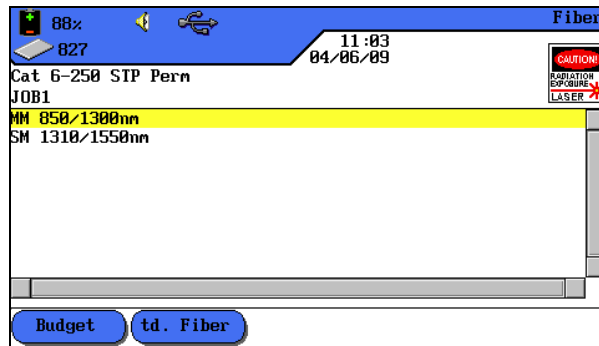 88% Fiber
827 11:03
04/06/09
CAUTION!
RADIATION
EXPOSURE
LASER
Cat 6-250 STP Perm
JOB1
MM 850/1300nm
SM 1310/1550nm
Budget td. Fiber